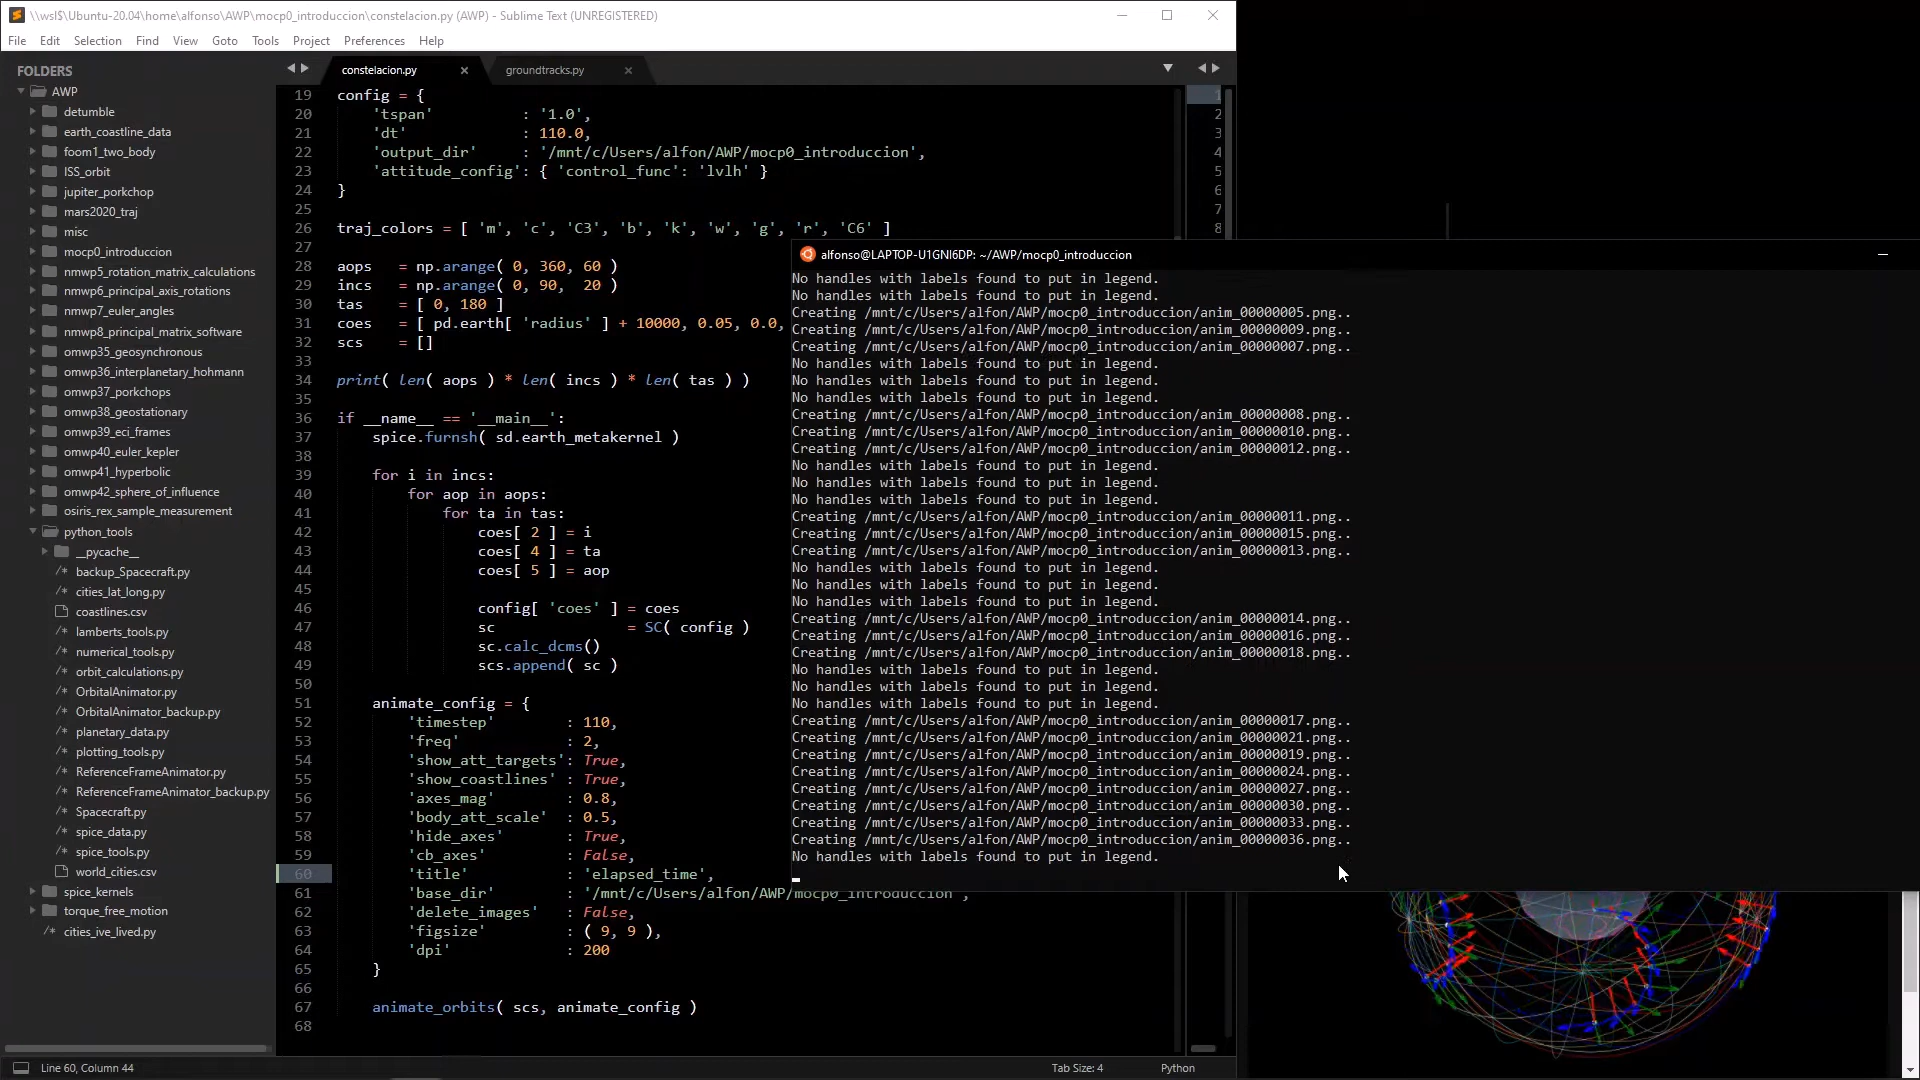 \\wsl$\Ubuntu-20.04\home\alfonso\AWP\mocp0_introduccion\constelacion.py (AWP) - Sublime Text (UNREGISTERED)
File Edit Selection Find View Goto Tools Project Preferences Help
FOLDERS
AWP
detumble
earth_coastline_data
foom1_two_body
ISS_orbit
jupiter_porkchop
mars2020_traj
misc
mocp0_introduccion
nmwp5_rotation_matrix_calculations
nmwp6_principal_axis_rotations
nmwp7_euler_angles
nmwp8_principal_matrix_software
omwp35_geosynchronous
omwp36_interplanetary_hohmann
omwp37_porkchops
omwp38_geostationary
omwp39_eci_frames
omwp40_euler_kepler
omwp41_hyperbolic
omwp42_sphere_of_influence
osiris_rex_sample_measurement
python_tools
__pycache__
/* backup_Spacecraft.py
/* cities_lat_long.py
coastlines.csv
/* lamberts_tools.py
/* numerical_tools.py
/* orbit_calculations.py
/* OrbitalAnimator.py
/* OrbitalAnimator_backup.py
/* planetary_data.py
/* plotting_tools.py
/* ReferenceFrameAnimator.py
/* ReferenceFrameAnimator_backup.py
/* Spacecraft.py
/* spice_data.py
/* spice_tools.py
world_cities.csv
spice_kernels
torque_free_motion
/* cities_ive_lived.py
constelacion.py
groundtracks.py
19 config = {
20 'tspan' : '1.0',
21 'dt' : 110.0,
22 'output_dir' : '/mnt/c/Users/alfon/AWP/mocp0_introduccion',
23 'attitude_config': { 'control_func': 'lvlh' }
24 }
25
26 traj_colors = [ 'm', 'c', 'C3', 'b', 'k', 'w', 'g', 'r', 'C6' ]
27
28 aops = np.arange( 0, 360, 60 )
29 incs = np.arange( 0, 90, 20 )
30 tas = [ 0, 180 ]
31 coes = [ pd.earth[ 'radius' ] + 10000, 0.05, 0.0,
32 scs = []
33
34 print( len( aops ) * len( incs ) * len( tas ) )
35
36 if __name__ == '__main__':
37 spice.furnsh( sd.earth_metakernel )
38
39 for i in incs:
40 for aop in aops:
41 for ta in tas:
42 coes[ 2 ] = i
43 coes[ 4 ] = ta
44 coes[ 5 ] = aop
45
46 config[ 'coes' ] = coes
47 sc = SC( config )
48 sc.calc_dcms()
49 scs.append( sc )
50
51 animate_config = {
52 'timestep' : 110,
53 'freq' : 2,
54 'show_att_targets': True,
55 'show_coastlines' : True,
56 'axes_mag' : 0.8,
57 'body_att_scale' : 0.5,
58 'hide_axes' : True,
59 'cb_axes' : False,
60 'title' : 'elapsed_time',
61 'base_dir' : '/mnt/c/Users/alfon/AWP/mocp0_introduccion',
62 'delete_images' : False,
63 'figsize' : ( 9, 9 ),
64 'dpi' : 200
65 }
66
67 animate_orbits( scs, animate_config )
68
1
2
3
4
5
6
7
8
alfonso@LAPTOP-U1GNI6DP: ~/AWP/mocp0_introduccion
No handles with labels found to put in legend.
No handles with labels found to put in legend.
Creating /mnt/c/Users/alfon/AWP/mocp0_introduccion/anim_00000005.png..
Creating /mnt/c/Users/alfon/AWP/mocp0_introduccion/anim_00000009.png..
Creating /mnt/c/Users/alfon/AWP/mocp0_introduccion/anim_00000007.png..
No handles with labels found to put in legend.
No handles with labels found to put in legend.
No handles with labels found to put in legend.
Creating /mnt/c/Users/alfon/AWP/mocp0_introduccion/anim_00000008.png..
Creating /mnt/c/Users/alfon/AWP/mocp0_introduccion/anim_00000010.png..
Creating /mnt/c/Users/alfon/AWP/mocp0_introduccion/anim_00000012.png..
No handles with labels found to put in legend.
No handles with labels found to put in legend.
No handles with labels found to put in legend.
Creating /mnt/c/Users/alfon/AWP/mocp0_introduccion/anim_00000011.png..
Creating /mnt/c/Users/alfon/AWP/mocp0_introduccion/anim_00000015.png..
Creating /mnt/c/Users/alfon/AWP/mocp0_introduccion/anim_00000013.png..
No handles with labels found to put in legend.
No handles with labels found to put in legend.
No handles with labels found to put in legend.
Creating /mnt/c/Users/alfon/AWP/mocp0_introduccion/anim_00000014.png..
Creating /mnt/c/Users/alfon/AWP/mocp0_introduccion/anim_00000016.png..
Creating /mnt/c/Users/alfon/AWP/mocp0_introduccion/anim_00000018.png..
No handles with labels found to put in legend.
No handles with labels found to put in legend.
No handles with labels found to put in legend.
Creating /mnt/c/Users/alfon/AWP/mocp0_introduccion/anim_00000017.png..
Creating /mnt/c/Users/alfon/AWP/mocp0_introduccion/anim_00000021.png..
Creating /mnt/c/Users/alfon/AWP/mocp0_introduccion/anim_00000019.png..
Creating /mnt/c/Users/alfon/AWP/mocp0_introduccion/anim_00000024.png..
Creating /mnt/c/Users/alfon/AWP/mocp0_introduccion/anim_00000027.png..
Creating /mnt/c/Users/alfon/AWP/mocp0_introduccion/anim_00000030.png..
Creating /mnt/c/Users/alfon/AWP/mocp0_introduccion/anim_00000033.png..
Creating /mnt/c/Users/alfon/AWP/mocp0_introduccion/anim_00000036.png..
No handles with labels found to put in legend.
Line 60, Column 44
Tab Size: 4
Python